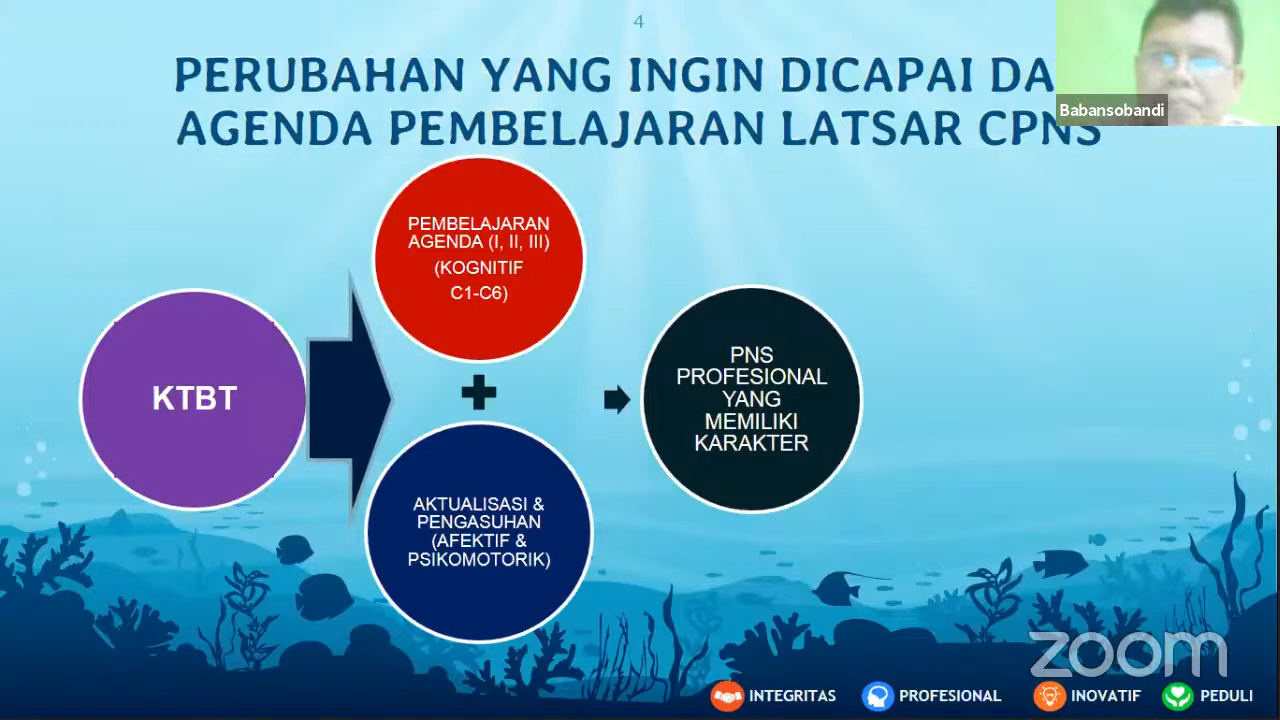 4
PERUBAHAN YANG INGIN DICAPAI
AGENDA PEMBELAJARAN LATSAR CPNS
Babansobandi
PEMBELAJARAN
AGENDA (I, II, III)
(KOGNITIF
C1-C6)
KTBT
PNS
PROFESIONAL
YANG
MEMILIKI
KARAKTER
AKTUALISASI &
PENGASUHAN
(AFEKTIF &
PSIKOMOTORIK)
zoom
INTEGRITAS
PROFESIONAL
INOVATIF
PEDULI